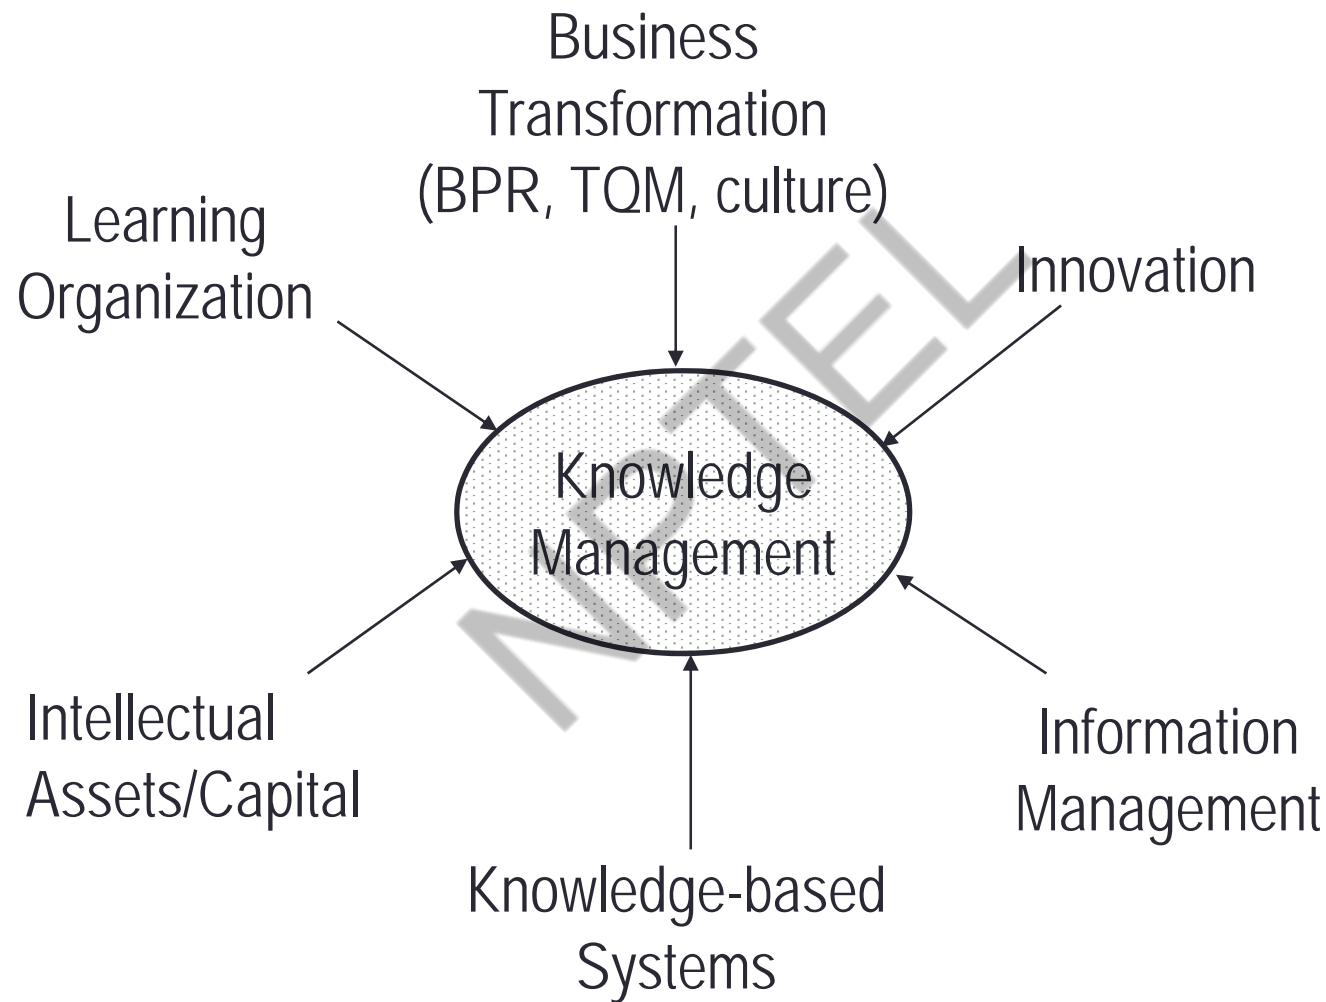 Business
Transformation
(BPR, TQM, culture)
Learning
Organization
Innovation
Knowledge
Management
NPTEL
Intellectual
Assets/Capital
Information
Management
Knowledge-based
Systems